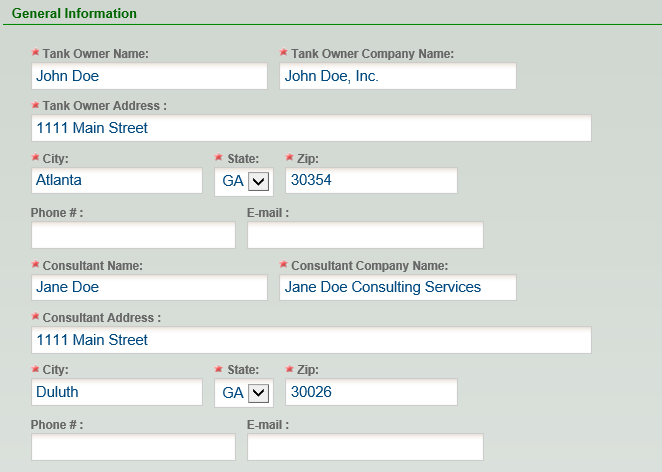 General Information
* Tank Owner Name: * Tank Owner Company Name:
John Doe John Doe, Inc.
* Tank Owner Address :
1111 Main Street
* City: * State: * Zip:
Atlanta GA 30354
Phone # : E-mail :
* Consultant Name: * Consultant Company Name:
Jane Doe Jane Doe Consulting Services
* Consultant Address :
1111 Main Street
* City: * State: * Zip:
Duluth GA 30026
Phone # : E-mail :